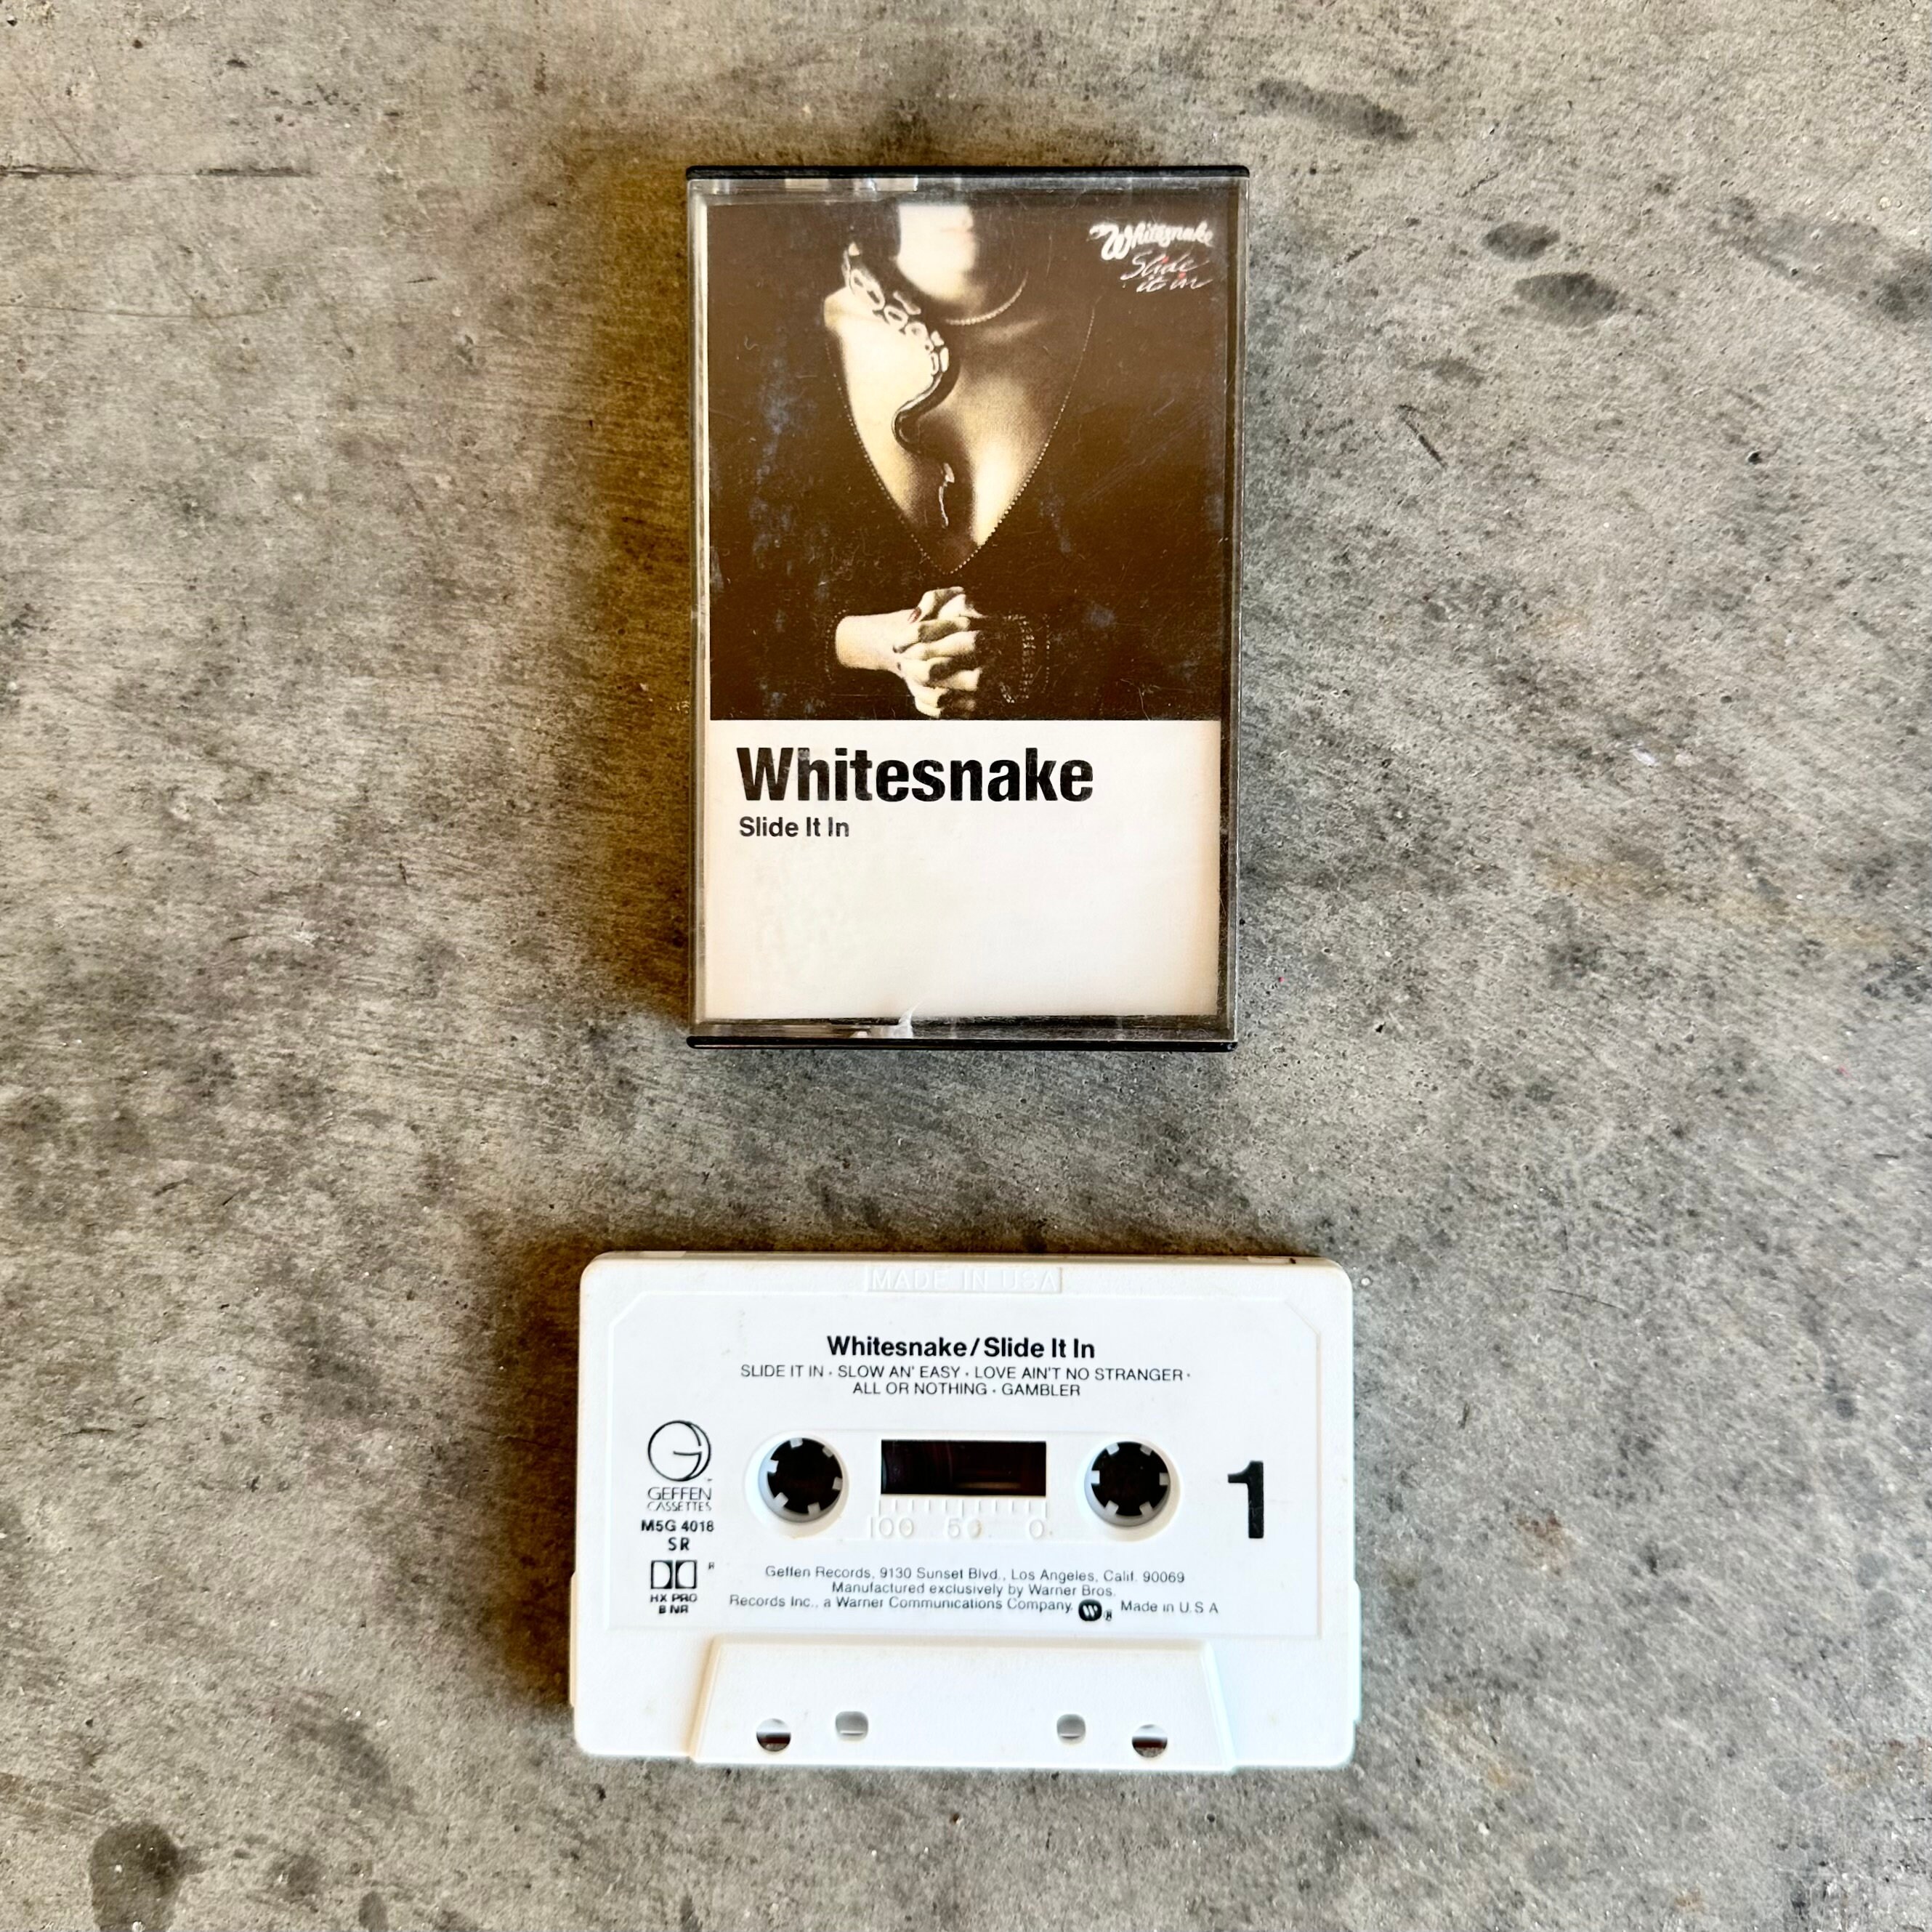 Whitesnake
Slide
it in
Whitesnake
Slide It In
MADE IN USA
Whitesnake/Slide It In
SLIDE IT IN • SLOW AN' EASY • LOVE AIN'T NO STRANGER •
ALL OR NOTHING • GAMBLER
GEFFEN
CASSETTES
M5G 4018
SR
HX PRO
B NR
100 50 0
1
Geffen Records, 9130 Sunset Blvd., Los Angeles, Calif. 90069
Manufactured exclusively by Warner Bros.
Records Inc., a Warner Communications Company. ® Made in U.S.A